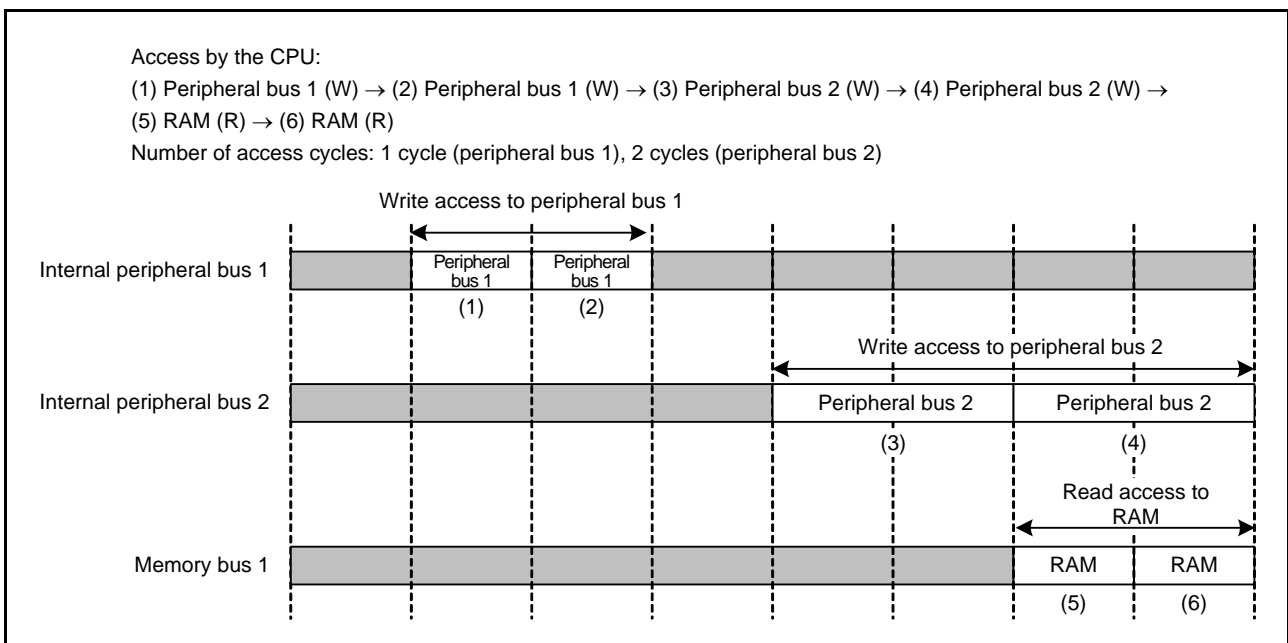 Access by the CPU:
(1) Peripheral bus 1 (W) → (2) Peripheral bus 1 (W) → (3) Peripheral bus 2 (W) → (4) Peripheral bus 2 (W) →
(5) RAM (R) → (6) RAM (R)
Number of access cycles: 1 cycle (peripheral bus 1), 2 cycles (peripheral bus 2)
Write access to peripheral bus 1
Internal peripheral bus 1
Peripheral
bus 1
Peripheral
bus 1
(1)
(2)
Write access to peripheral bus 2
Internal peripheral bus 2
Peripheral bus 2
Peripheral bus 2
(3)
(4)
Read access to
RAM
Memory bus 1
RAM
RAM
(5)
(6)